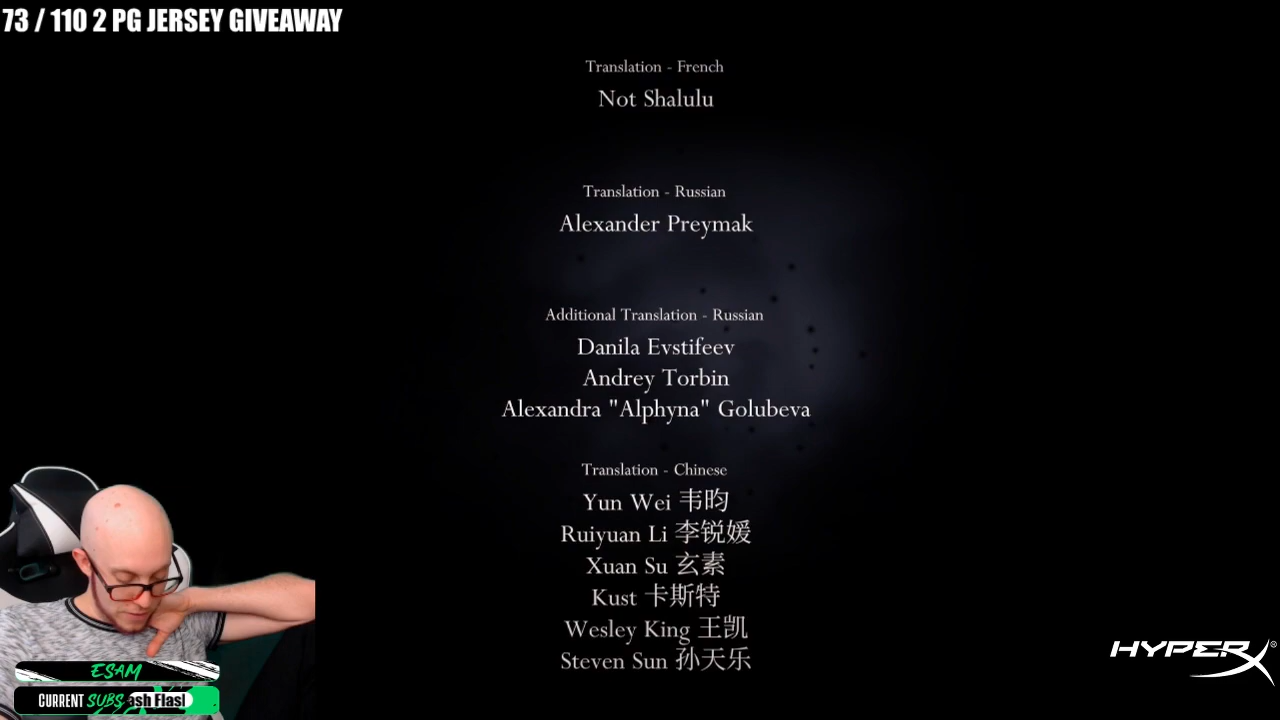 73 / 110 2 PG JERSEY GIVEAWAY
Translation - French
Not Shalulu
Translation - Russian
Alexander Preymak
Additional Translation - Russian
Danila Evstifeev
Andrey Torbin
Alexandra "Alphyna" Golubeva
Translation - Chinese
Yun Wei 韦昀
Ruiyuan Li 李锐媛
Xuan Su 玄素
Kust 卡斯特
Wesley King 王凯
Steven Sun 孙天乐
ESAM
CURRENT SUBS
HYPERX®